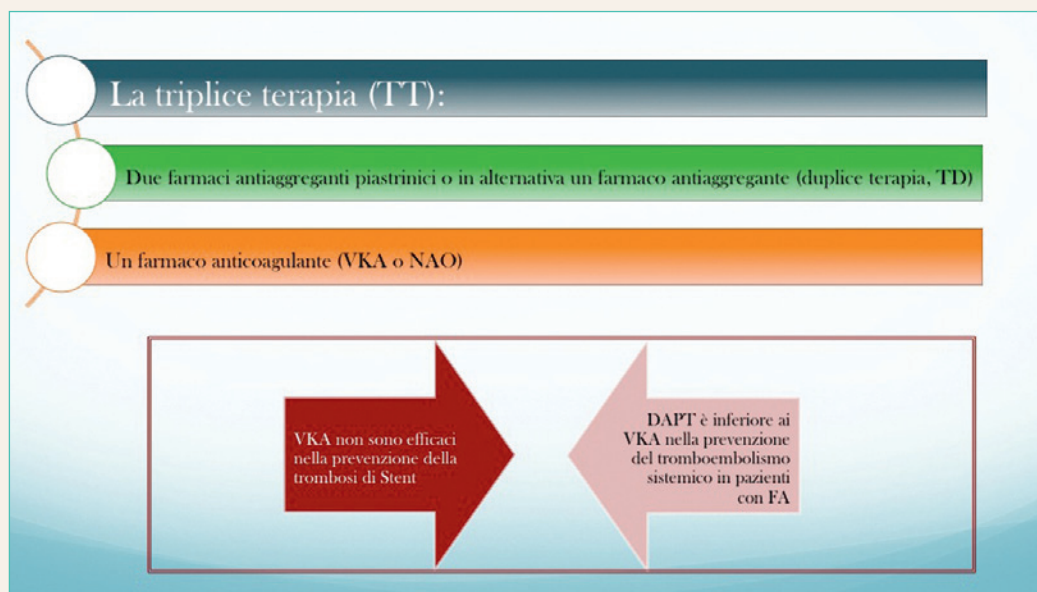 La triplice terapia (TT):
Due farmaci antiaggreganti piastrinici o in alternativa un farmaco antiaggregante (duplice terapia, TD)
Un farmaco anticoagulante (VKA o NAO)
VKA non sono efficaci
nella prevenzione della
trombosi di Stent
DAPT è inferiore ai
VKA nella prevenzione
del tromboembolismo
sistemico in pazienti
con FA